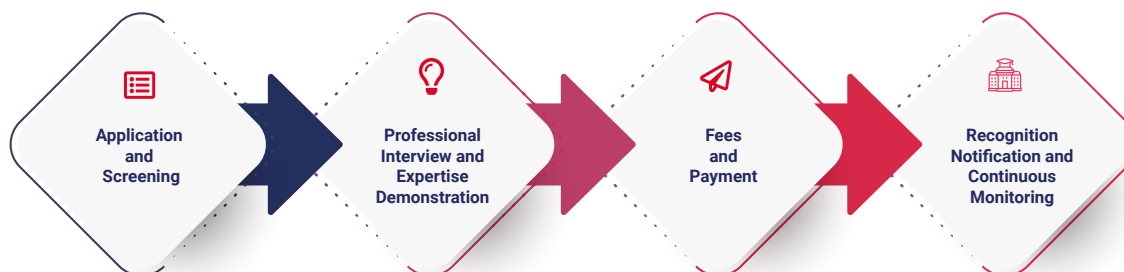 Application
and
Screening
Professional
Interview and
Expertise
Demonstration
Fees
and
Payment
Recognition
Notification and
Continuous
Monitoring